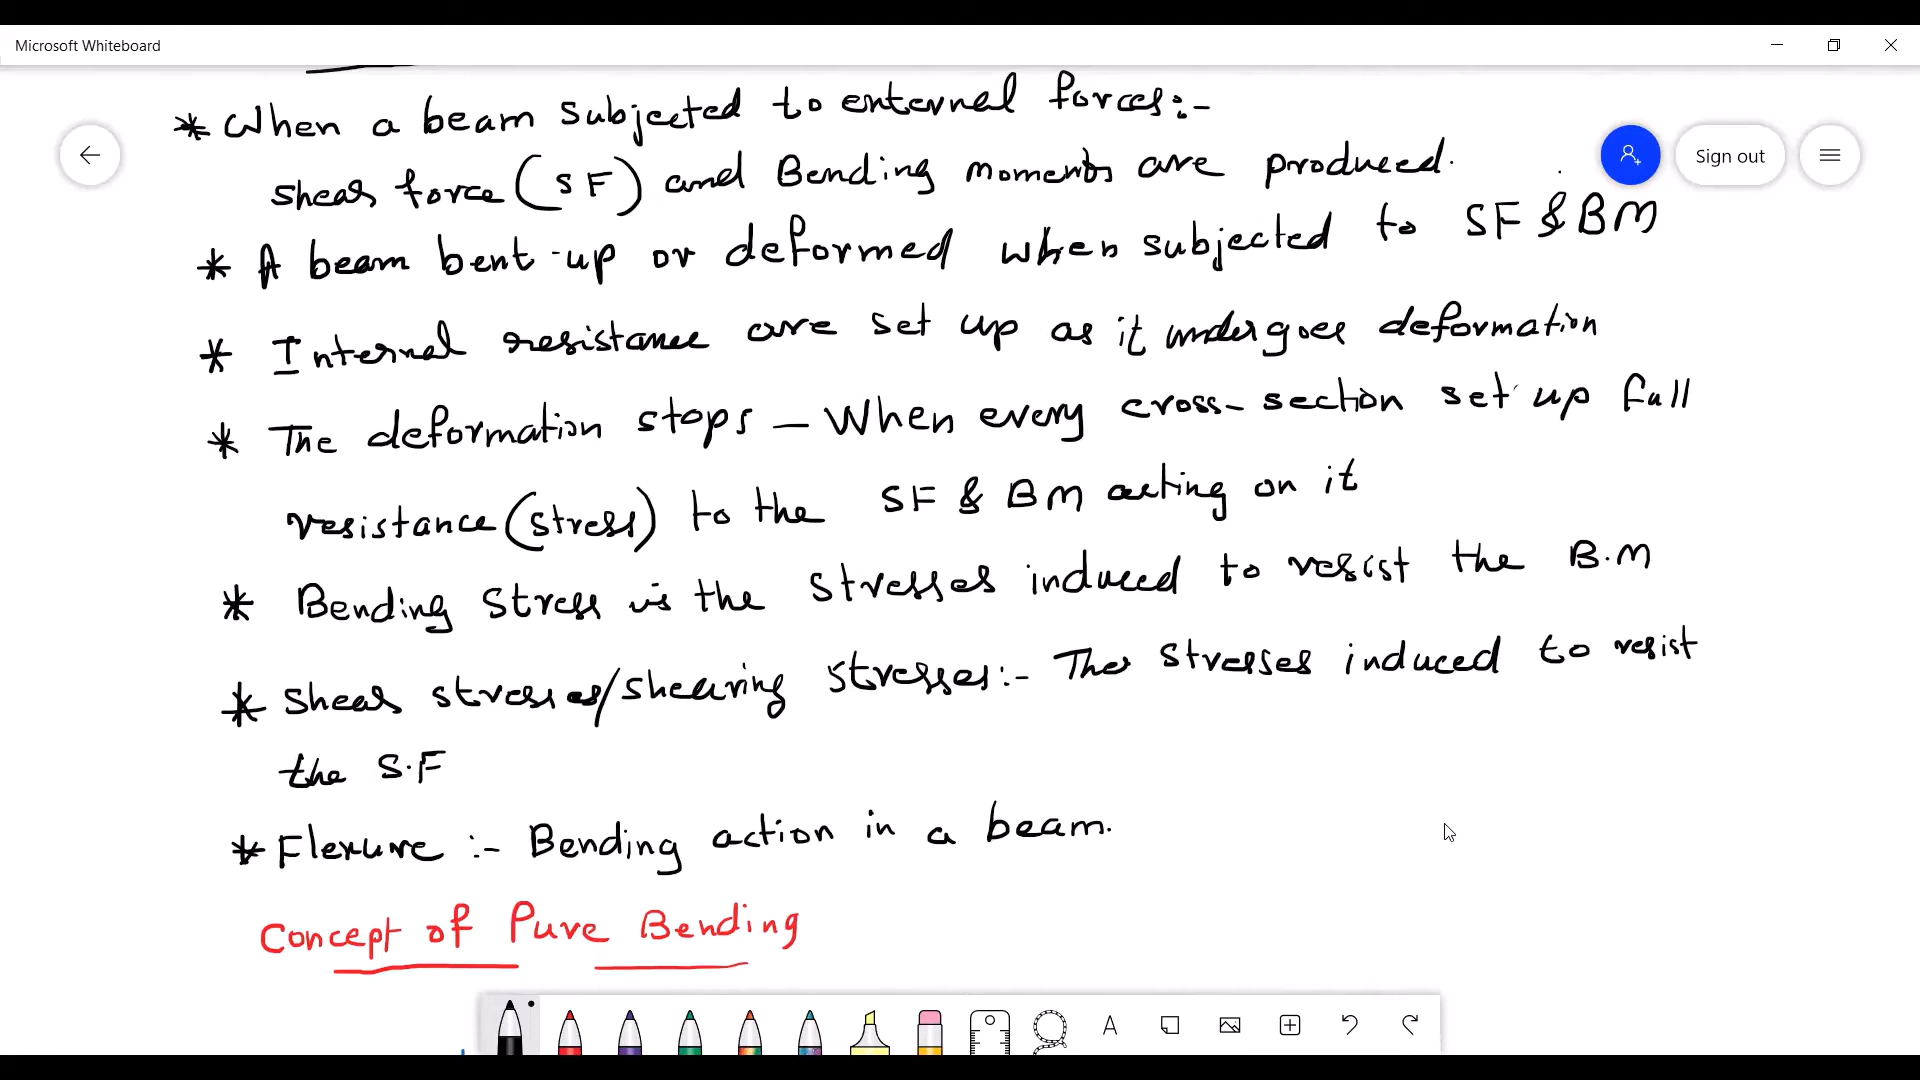 Microsoft Whiteboard
* When a beam subjected to external forces:-
shear force (SF) and Bending moments are produced.
Sign out
* A beam bent-up or deformed when subjected to SF & BM
* Internal resistance are set up as it undergoes deformation
* The deformation stops – When every cross-section set up full
resistance (stress) to the SF & BM acting on it
* Bending Stress is the stresses induced to resist the B.M
* Shear stresses/shearing stresses:- The stresses induced to resist
the S.F
* Flexure :- Bending action in a beam.
Concept of Pure Bending